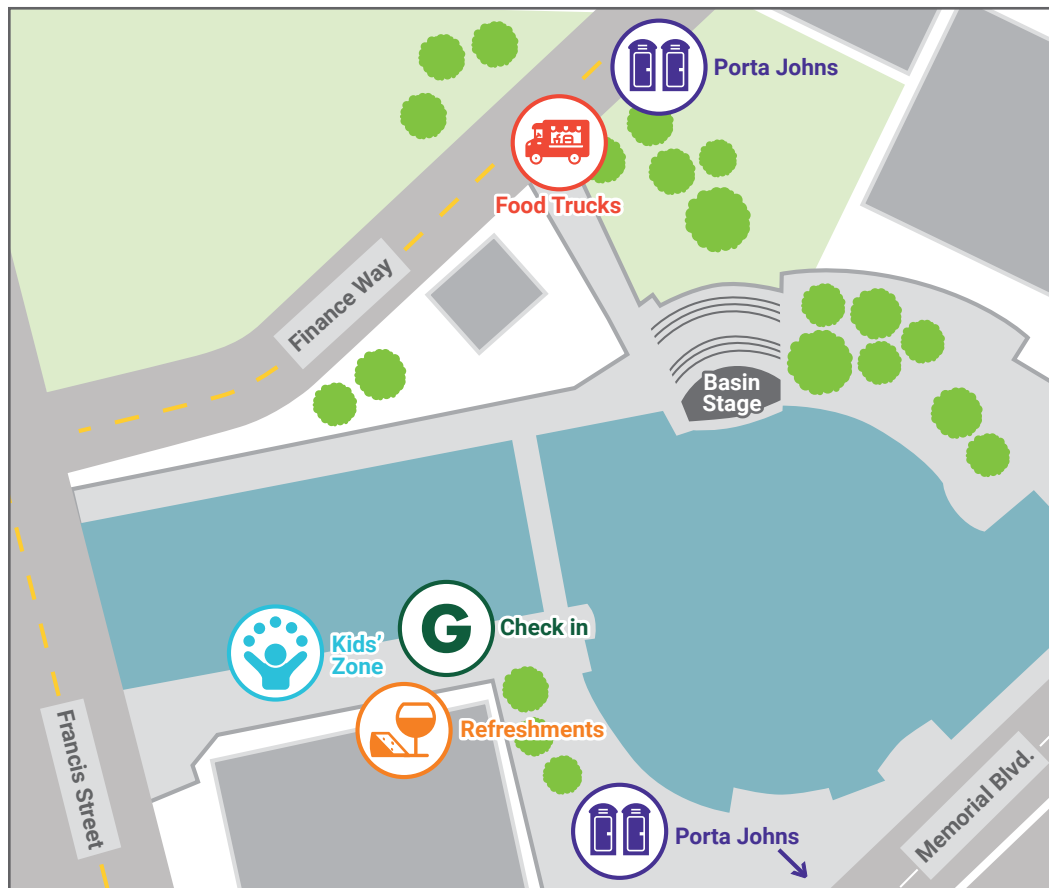 Porta Johns
Food Trucks
Finance Way
Basin
Stage
G
Check in
Kids'
Zone
Refreshments
Francis Street
Porta Johns
Memorial Blvd.